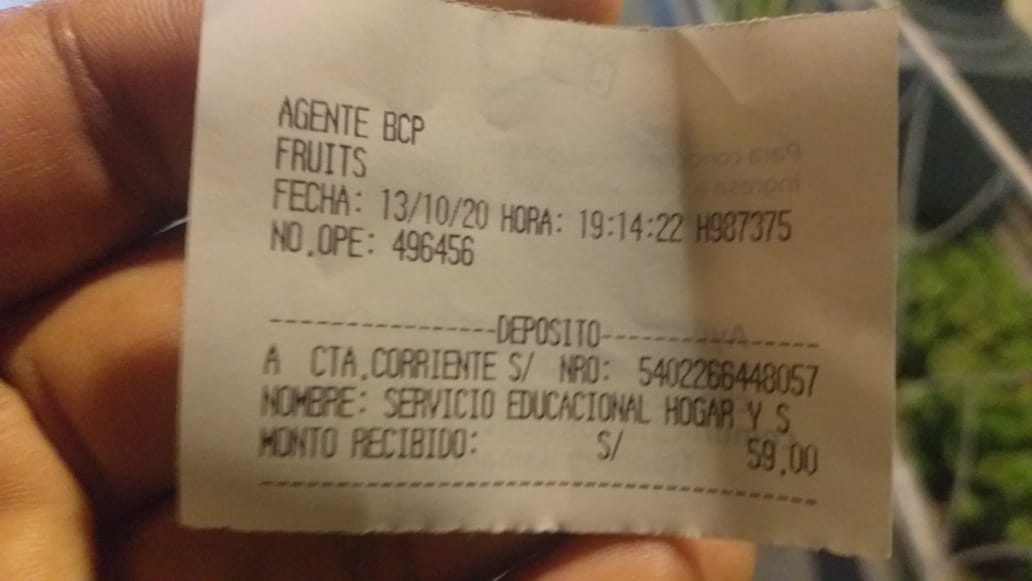 AGENTE BCP
FRUITS
FECHA: 13/10/20 HORA: 19:14:22 H987375
NO.OPE: 496456
----------------DEPOSITO----------------
A CTA.CORRIENTE S/ NRO: 5402266448057
NOMBRE: SERVICIO EDUCACIONAL HOGAR Y S
MONTO RECIBIDO: S/ 59.00